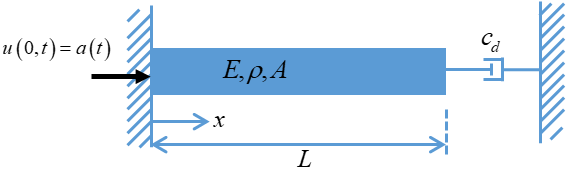 u(0,t)=a(t)
E,ρ,A
c_d
x
L